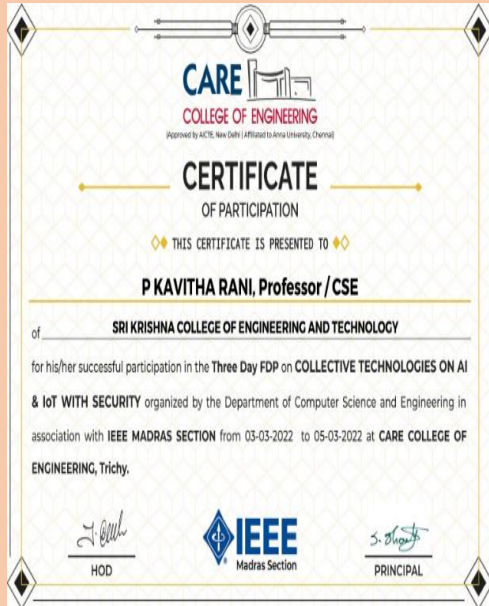 CARE
COLLEGE OF ENGINEERING
(Approved by AICTE, New Delhi | Affiliated to Anna University, Chennai)
CERTIFICATE
OF PARTICIPATION
THIS CERTIFICATE IS PRESENTED TO
P KAVITHA RANI, Professor / CSE
of SRI KRISHNA COLLEGE OF ENGINEERING AND TECHNOLOGY
for his/her successful participation in the Three Day FDP on COLLECTIVE TECHNOLOGIES ON AI
& IoT WITH SECURITY organized by the Department of Computer Science and Engineering in
association with IEEE MADRAS SECTION from 03-03-2022 to 05-03-2022 at CARE COLLEGE OF
ENGINEERING, Trichy.
HOD
IEEE
Madras Section
PRINCIPAL